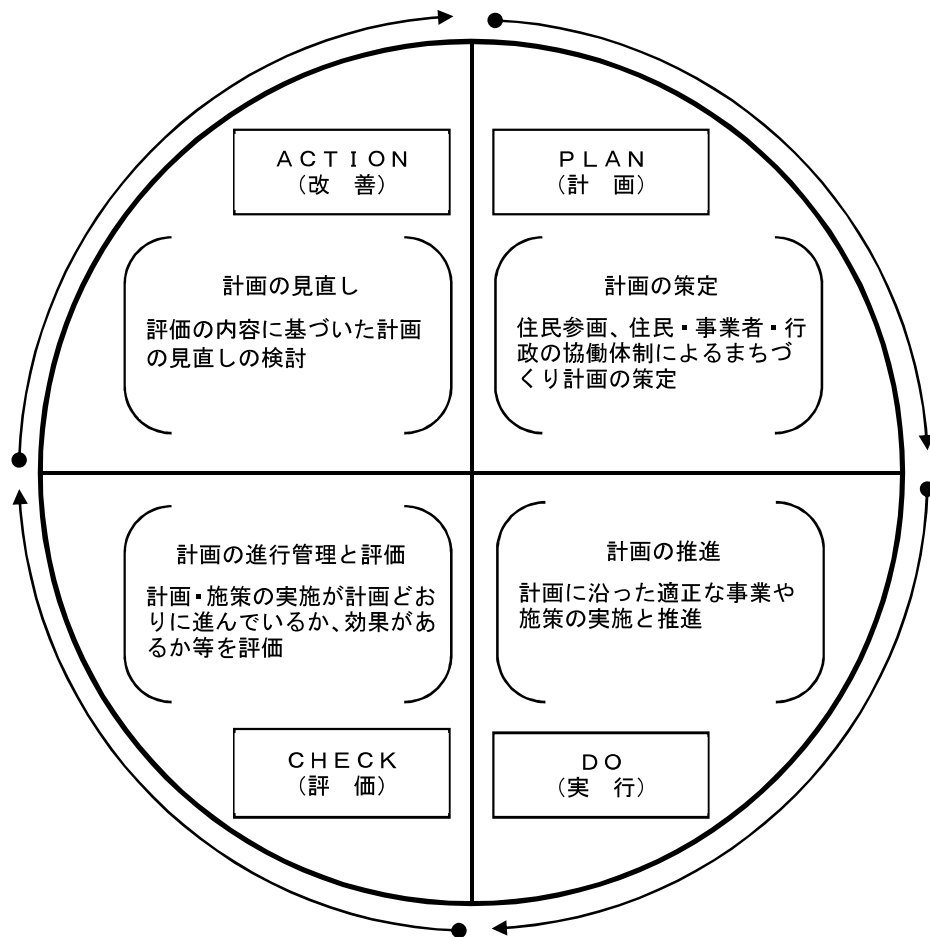 ACTION
（改　善）
計画の見直し
評価の内容に基づいた計画
の見直しの検討
PLAN
（計　画）
計画の策定
住民参画、住民・事業者・行
政の協働体制によるまちづ
くり計画の策定
計画の進行管理と評価
計画・施策の実施が計画どお
りに進んでいるか、効果があ
るか等を評価
CHECK
（評　価）
計画の推進
計画に沿った適正な事業や
施策の実施と推進
DO
（実　行）